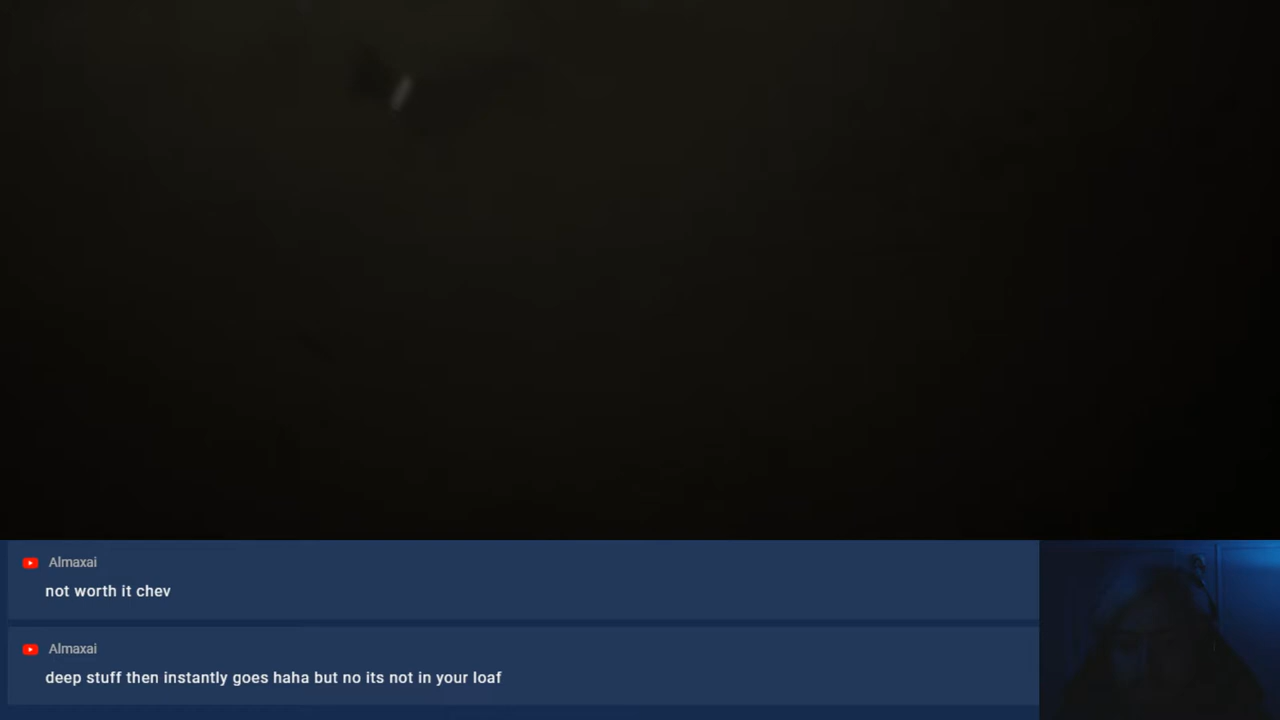 Almaxai
not worth it chev
Almaxai
deep stuff then instantly goes haha but no its not in your loaf